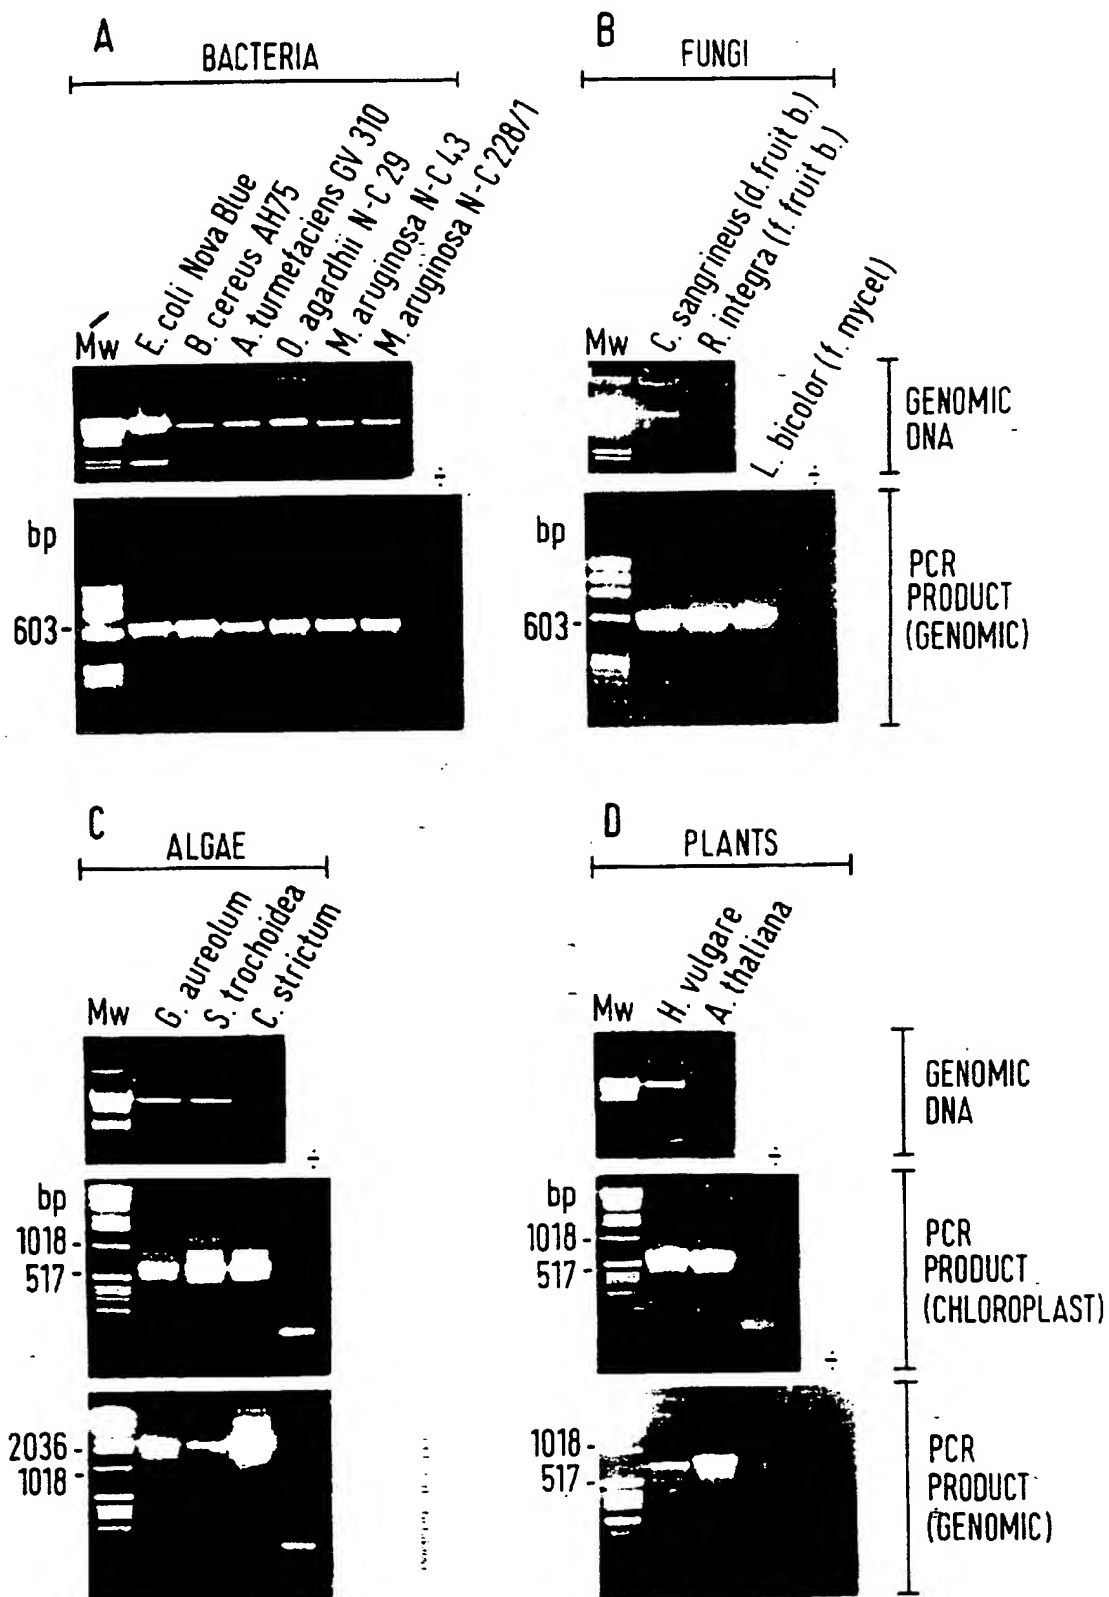 A
BACTERIA
E. coli Nova Blue
B. cereus AH75
A. turmefaciens GV 310
O. agardhii N-C 29
M. aruginosa N-C 43
M. aruginosa N-C 228/1
Mw
÷
bp
603-
B
FUNGI
C. sangrineus (d. fruit b.)
R. integra (f. fruit b.)
L. bicolor (f. mycel)
Mw
÷
bp
603-
GENOMIC
DNA
PCR
PRODUCT
(GENOMIC)
C
ALGAE
G. aureolum
S. trochoidea
C. strictum
Mw
÷
bp
1018-
517-
2036-
1018-
D
PLANTS
H. vulgare
A. thaliana
Mw
÷
bp
1018-
517-
÷
1018-
517-
GENOMIC
DNA
PCR
PRODUCT
(CHLOROPLAST)
PCR
PRODUCT
(GENOMIC)